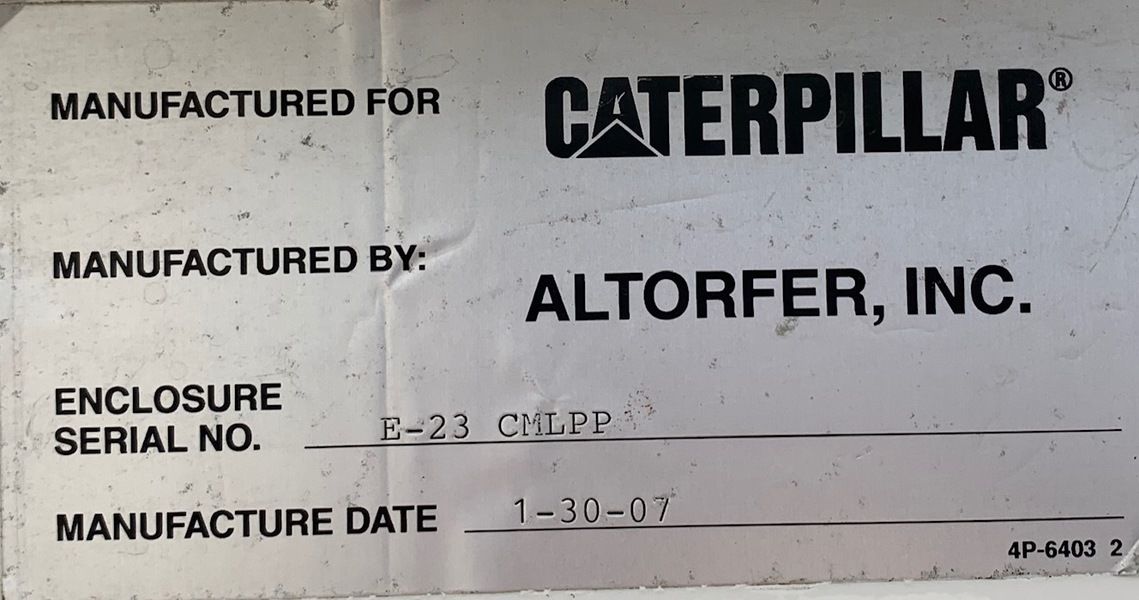 MANUFACTURED FOR CATERPILLAR®
MANUFACTURED BY: ALTORFER, INC.
ENCLOSURE
SERIAL NO. E-23 CMLPP
MANUFACTURE DATE 1-30-07
4P-6403 2